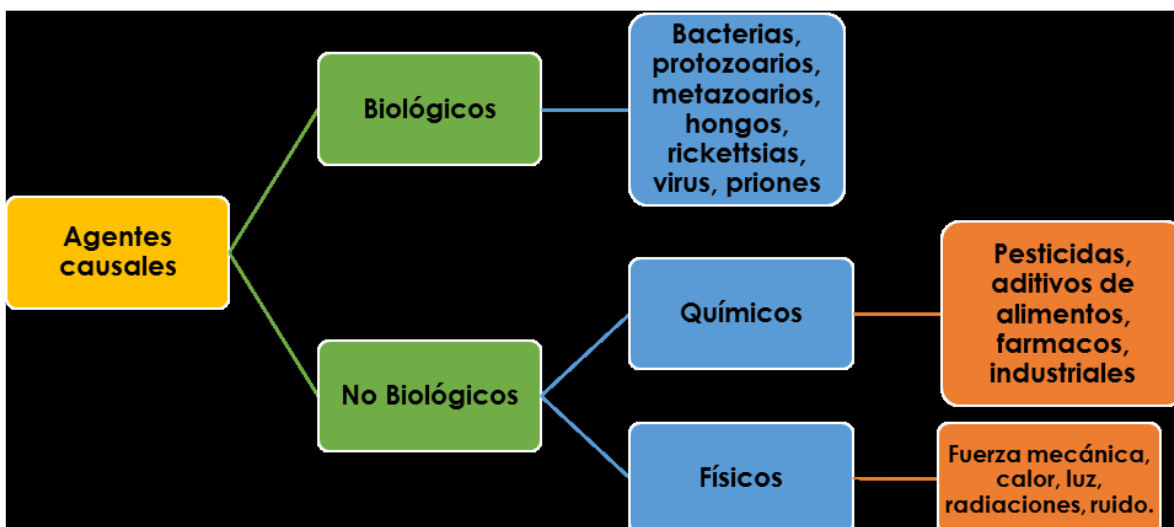 Agentes
causales
Biológicos
Bacterias,
protozoarios,
metazoarios,
hongos,
rickettsias,
virus, priones
No Biológicos
Químicos
Pesticidas,
aditivos de
alimentos,
farmacos,
industriales
Físicos
Fuerza mecánica,
calor, luz,
radiaciones, ruido.